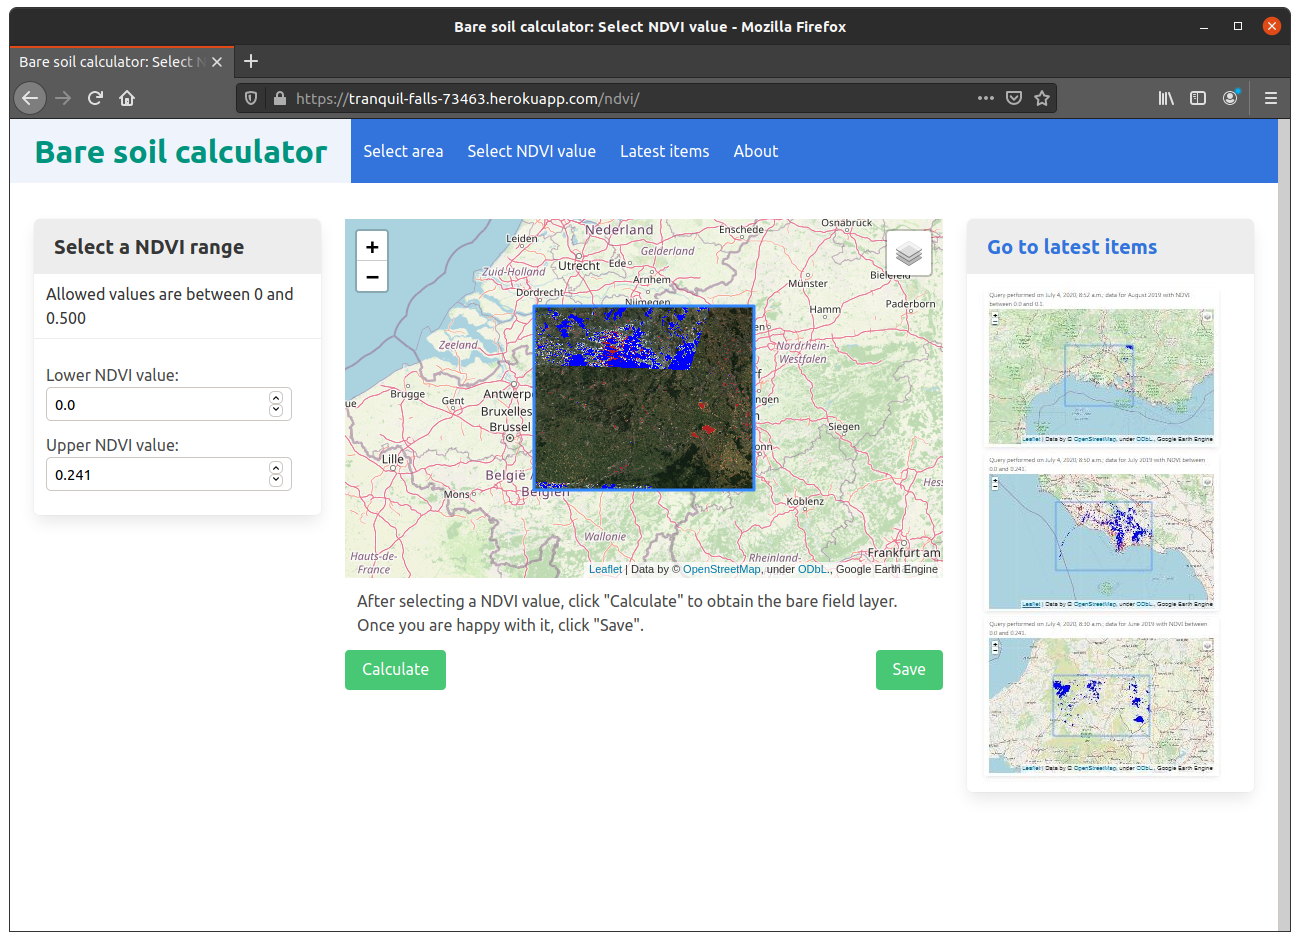 Bare soil calculator: Select NDVI value - Mozilla Firefox
Bare soil calculator: Select N
https://tranquil-falls-73463.herokuapp.com/ndvi/
Bare soil calculator
Select area
Select NDVI value
Latest items
About
Select a NDVI range
Allowed values are between 0 and
0.500
Lower NDVI value:
0.0
Upper NDVI value:
0.241
+
−
Nederland
Osnabrück
Leiden
Enschede
Gelderland
Utrecht
Ede
Zuid-Holland
Arnhem
Bielefeld
Münster
Dordrecht
Nijmegen
Paderborn
Hamm
Zeeland
Nordrhein-
Westfalen
Brugge
Gent
Antwerp
Bruxelles
Brussel
Siegen
Lille
België
Belgien
Mons
Koblenz
Hess
Wallonie
Hauts-de-
France
Rheinland-
Frankfurt am
Leaflet | Data by © OpenStreetMap, under ODbL., Google Earth Engine
After selecting a NDVI value, click "Calculate" to obtain the bare field layer.
Once you are happy with it, click "Save".
Calculate
Save
Go to latest items
Query performed on July 4, 2020, 8:52 a.m.; data for August 2019 with NDVI
between 0.0 and 0.1.
+
−
Leaflet | Data by © OpenStreetMap, under ODbL., Google Earth Engine
Query performed on July 4, 2020, 8:50 a.m.; data for July 2019 with NDVI between
0.0 and 0.241.
+
−
Leaflet | Data by © OpenStreetMap, under ODbL., Google Earth Engine
Query performed on July 4, 2020, 8:30 a.m.; data for June 2019 with NDVI between
0.0 and 0.241.
+
−
Leaflet | Data by © OpenStreetMap, under ODbL., Google Earth Engine